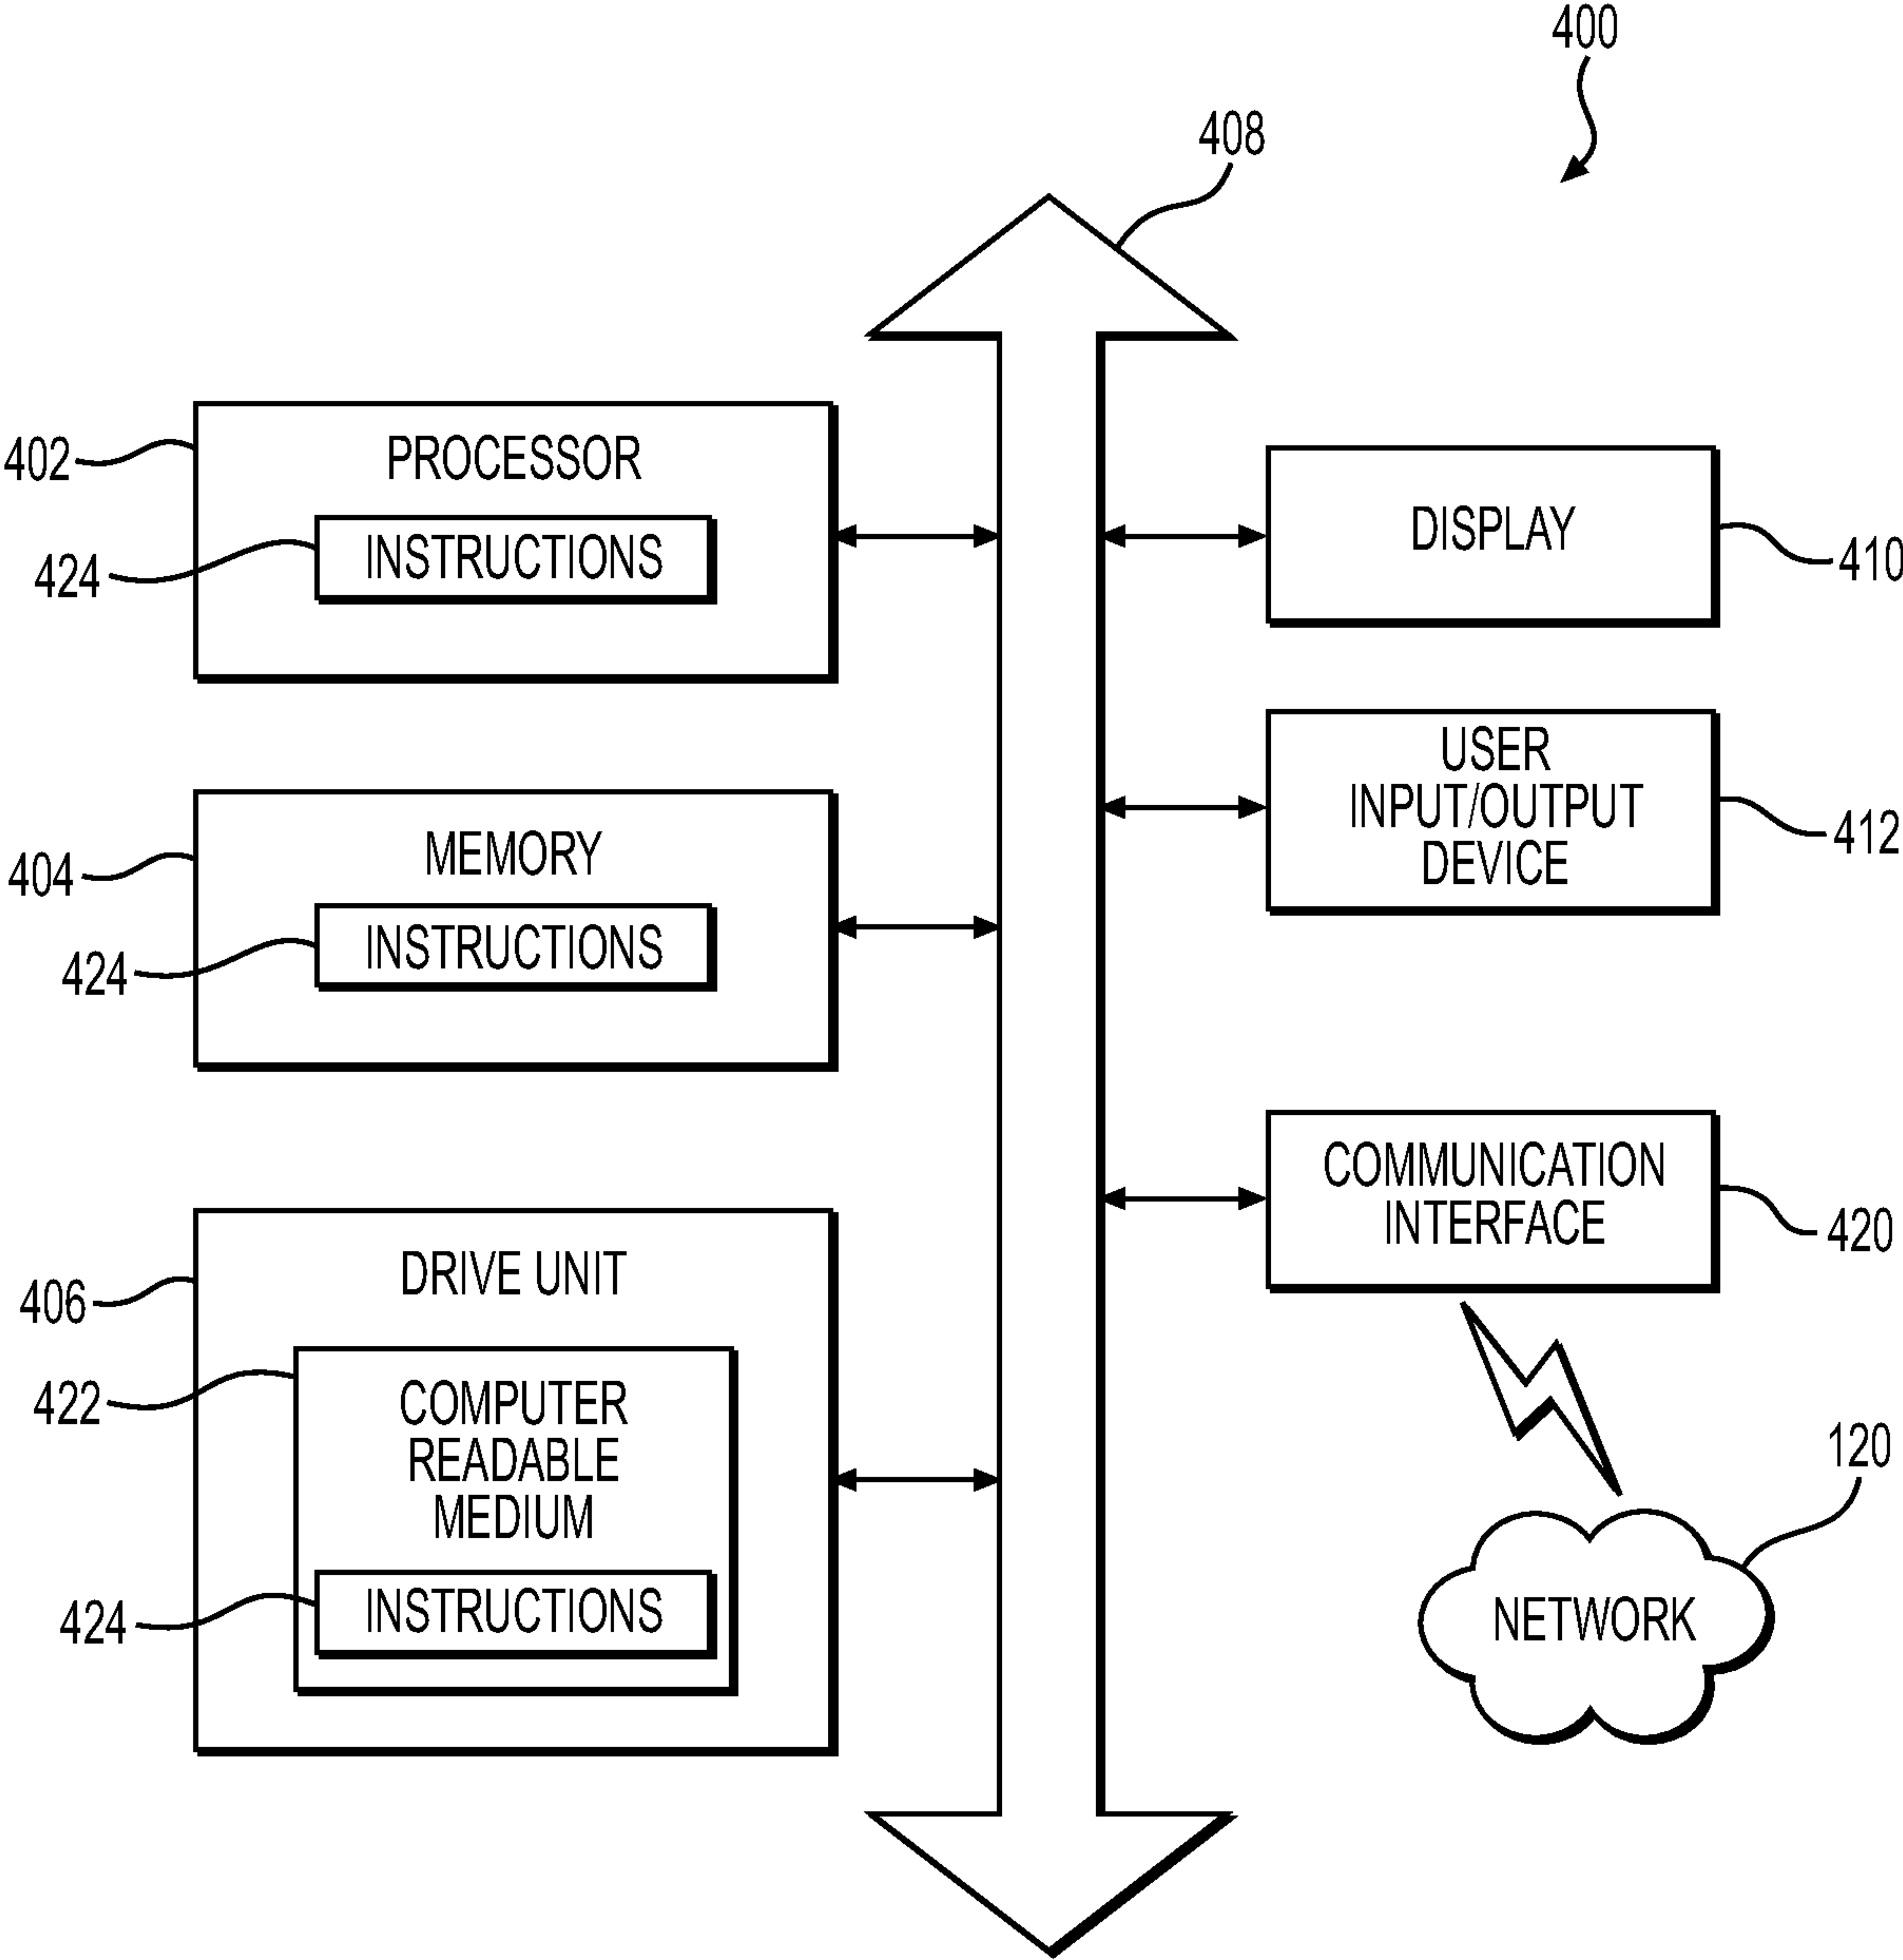 400
408
402
PROCESSOR
424
INSTRUCTIONS
404
MEMORY
424
INSTRUCTIONS
406
DRIVE UNIT
422
COMPUTER
READABLE
MEDIUM
424
INSTRUCTIONS
DISPLAY
410
USER
INPUT/OUTPUT
DEVICE
412
COMMUNICATION
INTERFACE
420
120
NETWORK